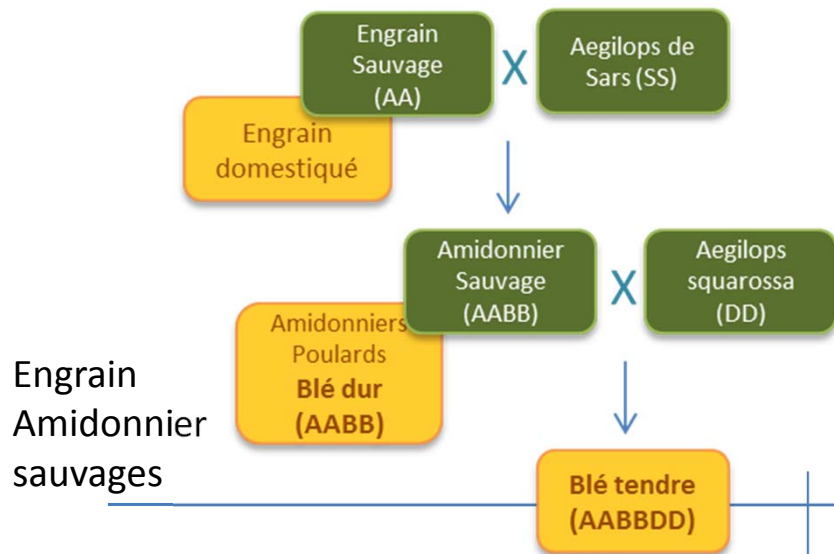 Engrain
Sauvage
(AA)
X
Aegilops de
Sars (SS)
Engrain
domestiqué
Amidonnier
Sauvage
(AABB)
X
Aegilops
squarossa
(DD)
Amidonniers
Poulards
Blé dur
(AABB)
Engrain
Amidonnier
sauvages
Blé tendre
(AABBDD)